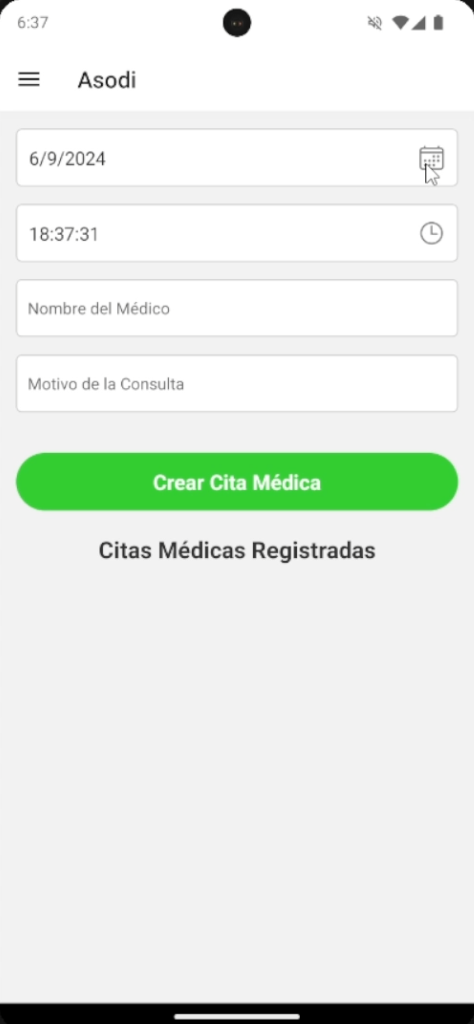 6:37
Asodi
6/9/2024
18:37:31
Nombre del Médico
Motivo de la Consulta
Crear Cita Médica
Citas Médicas Registradas